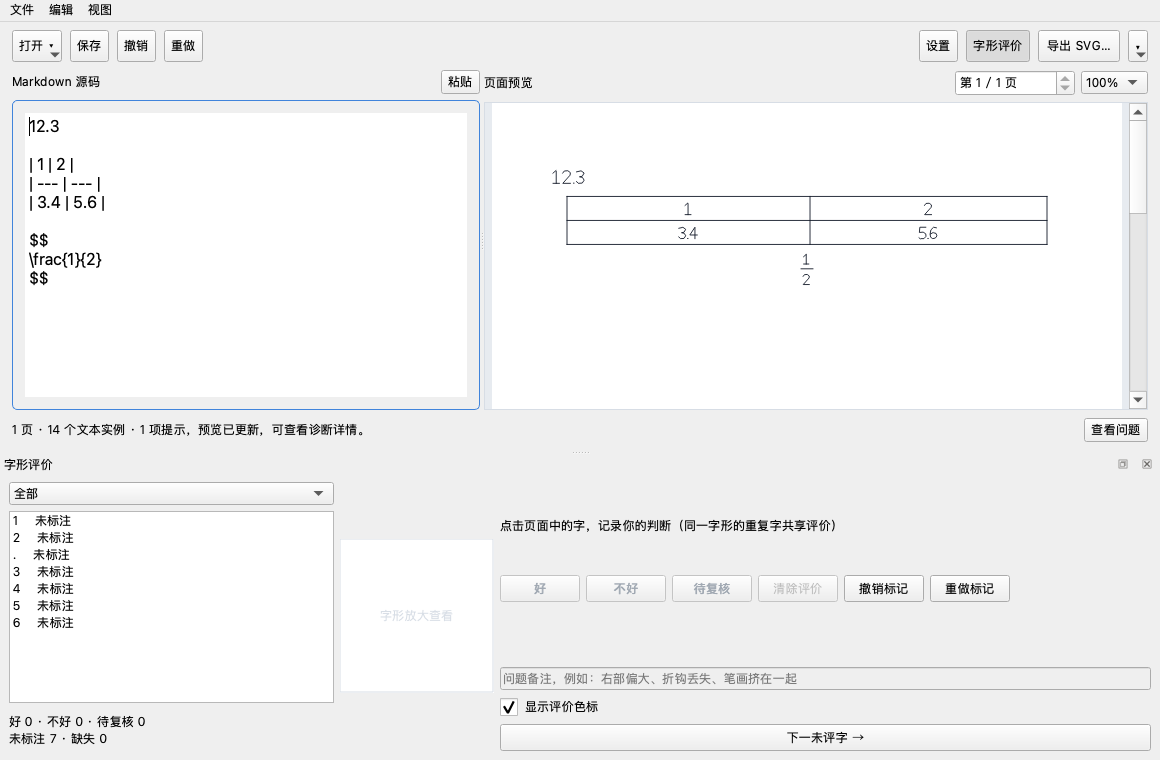 文件 编辑 视图
打开 保存 撤销 重做 设置 字形评价 导出 SVG...
Markdown 源码 粘贴 页面预览 第 1 / 1 页 100%
12.3
| 1 | 2 |
| --- | --- |
| 3.4 | 5.6 |
$$
\frac{1}{2}
$$
12.3
1 2
3.4 5.6
1
2
1 页 · 14 个文本实例 · 1 项提示，预览已更新，可查看诊断详情。 查看问题
字形评价
全部
1 未标注
2 未标注
. 未标注
3 未标注
4 未标注
5 未标注
6 未标注
好 0 · 不好 0 · 待复核 0
未标注 7 · 缺失 0
字形放大查看
点击页面中的字，记录你的判断（同一字形的重复字共享评价）
好 不好 待复核 清除评价 撤销标记 重做标记
问题备注，例如：右部偏大、折钩丢失、笔画挤在一起
显示评价色标
下一未评字 →